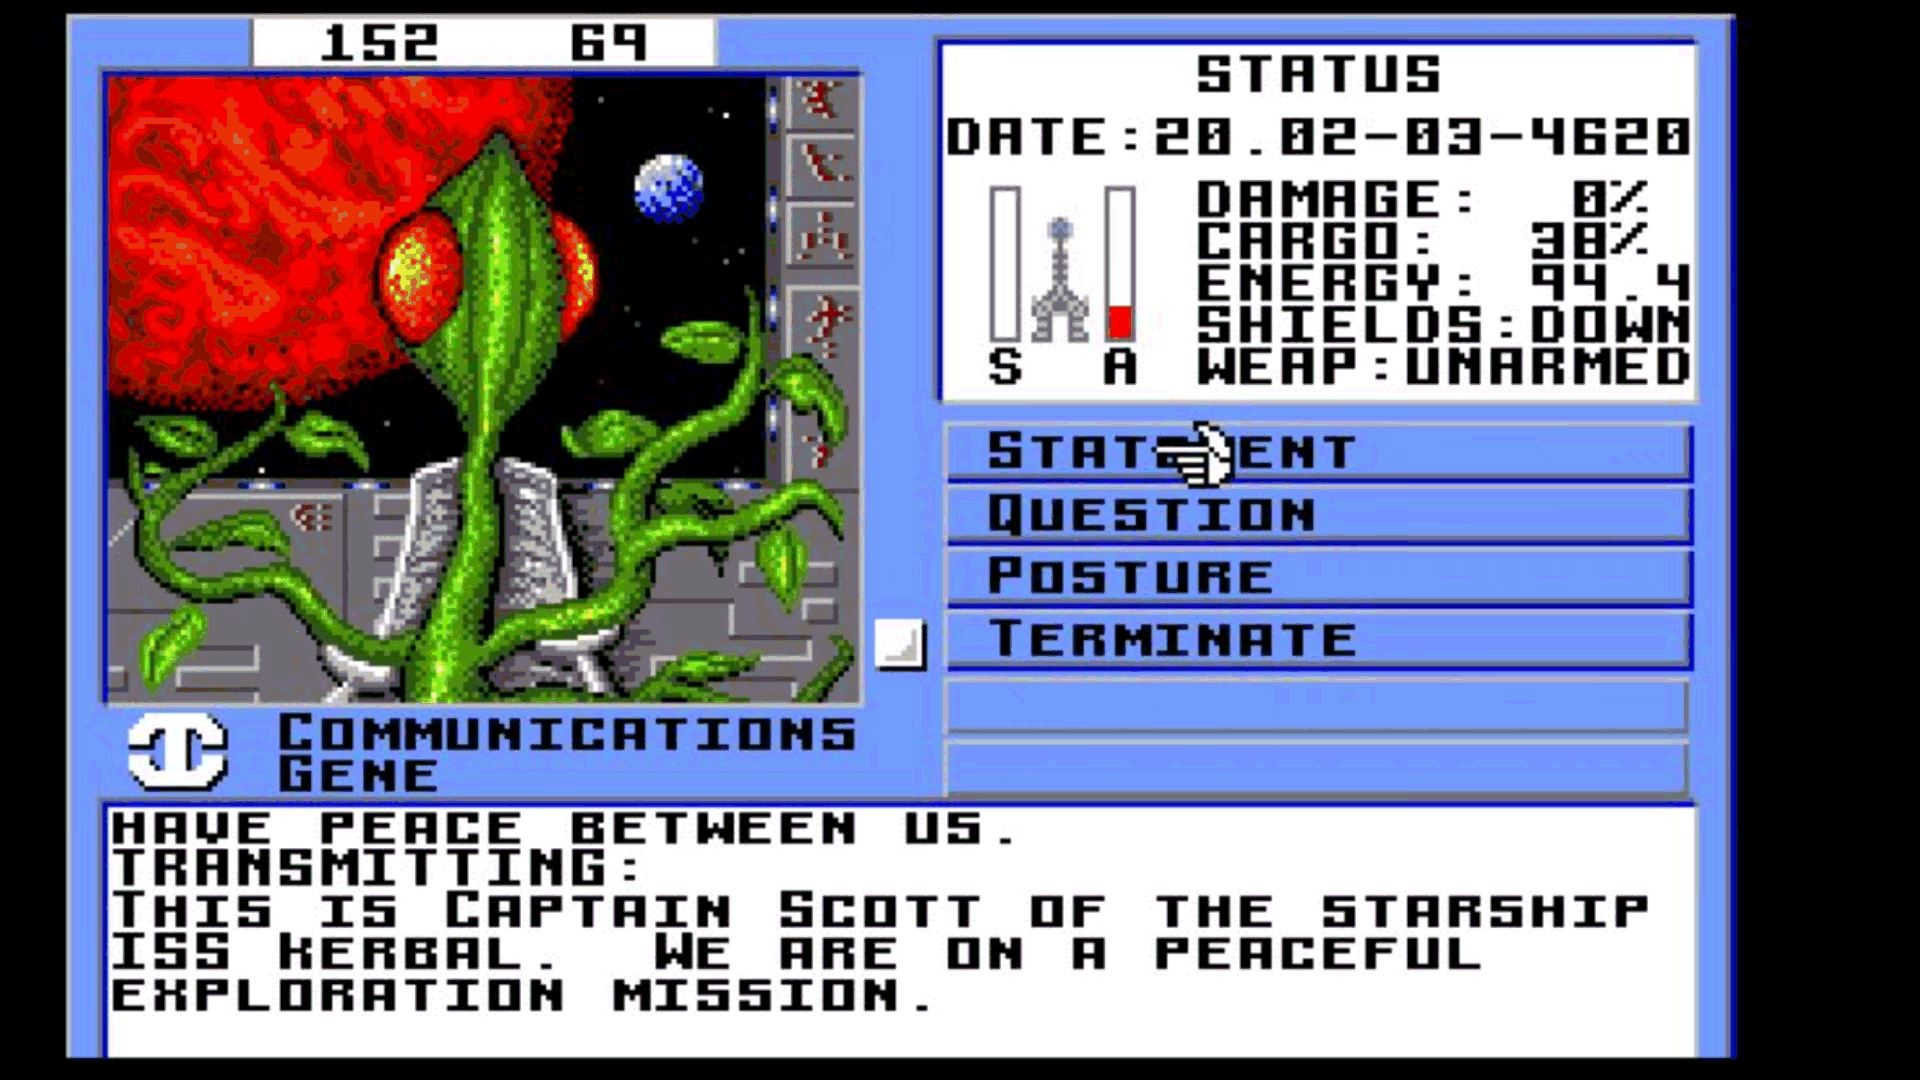 152 69
STATUS
DATE:20.02-03-4620
DAMAGE: 0%
CARGO: 38%
ENERGY: 94.4
SHIELDS:DOWN
S A WEAP:UNARMED
QUESTION
POSTURE
TERMINATE
COMMUNICATIONS
GENE
HAVE PEACE BETWEEN US.
TRANSMITTING:
THIS IS CAPTAIN SCOTT OF THE STARSHIP
ISS KERBAL. WE ARE ON A PEACEFUL
EXPLORATION MISSION.